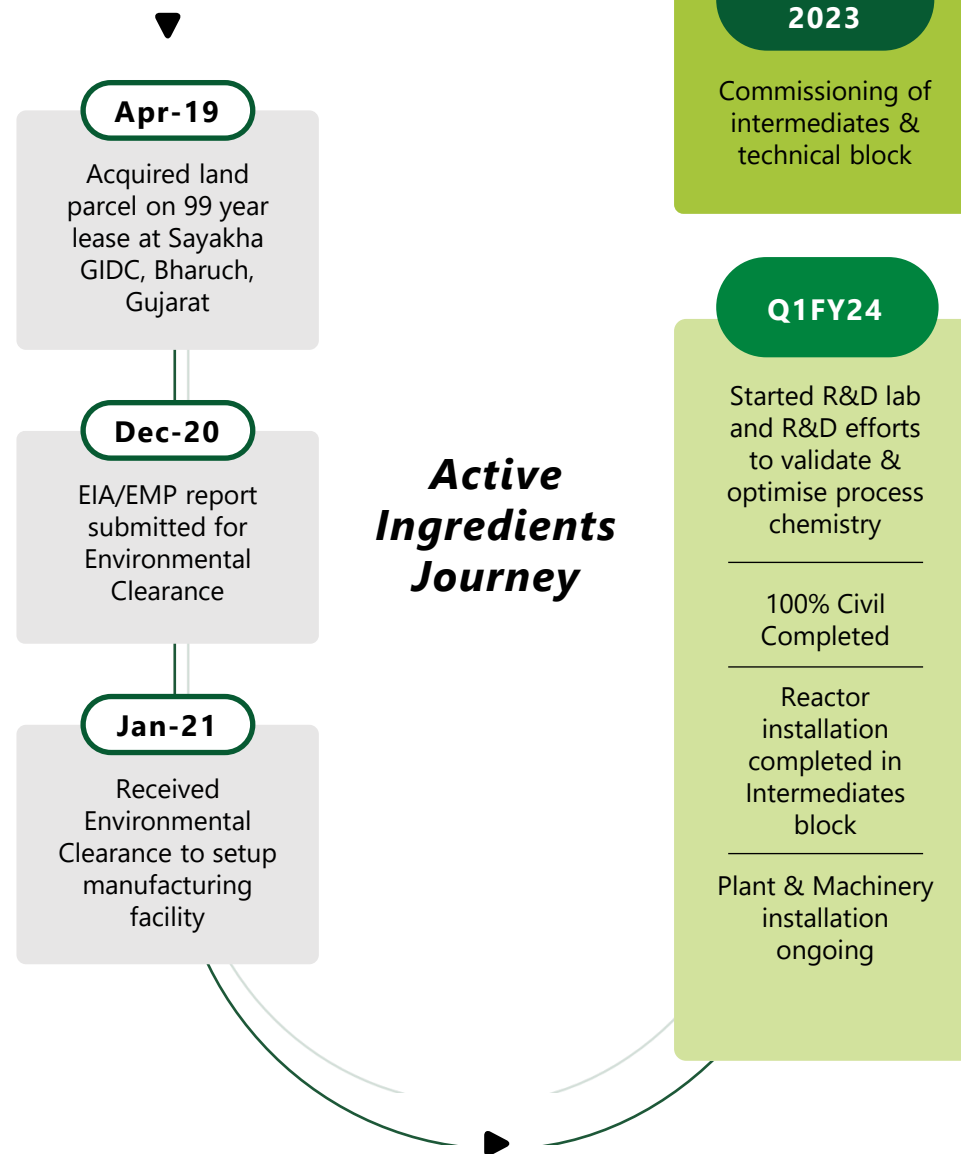 Apr-19
Acquired land
parcel on 99 year
lease at Sayakha
GIDC, Bharuch,
Gujarat
Dec-20
EIA/EMP report
submitted for
Environmental
Clearance
Jan-21
Received
Environmental
Clearance to setup
manufacturing
facility
Active
Ingredients
Journey
2023
Commissioning of
intermediates &
technical block
Q1FY24
Started R&D lab
and R&D efforts
to validate &
optimise process
chemistry
100% Civil
Completed
Reactor
installation
completed in
Intermediates
block
Plant & Machinery
installation
ongoing